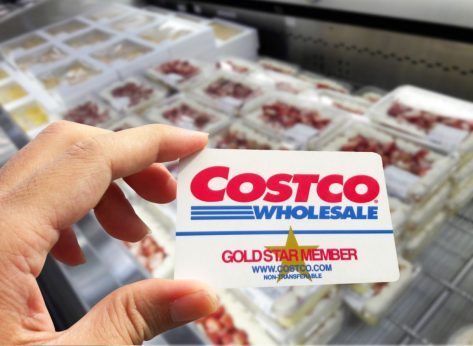 COSTCO
WHOLESALE
GOLD STAR MEMBER
WWW.COSTCO.COM
NON-TRANSFERABLE